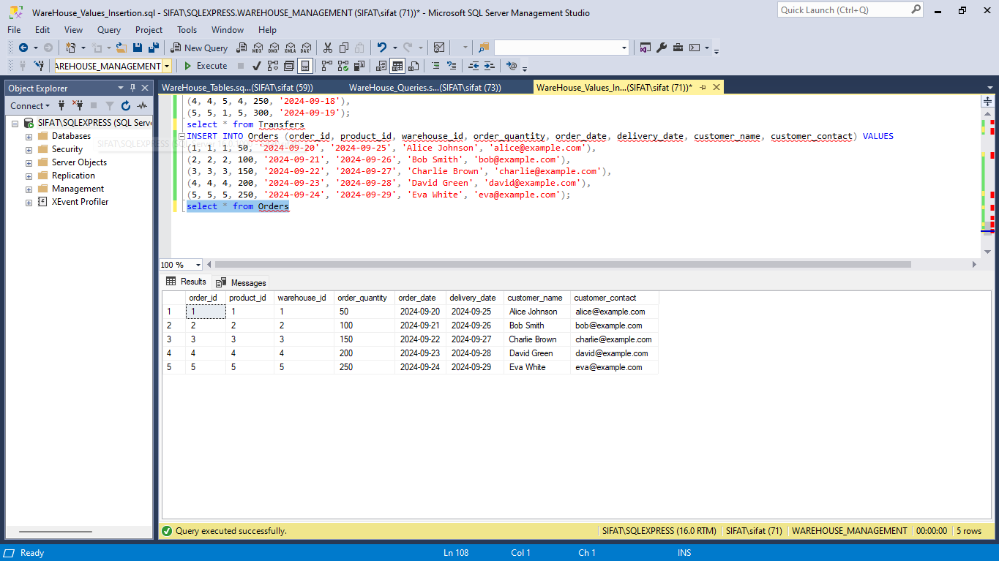 WareHouse_Values_Insertion.sql - SIFAT\SQLEXPRESS.WAREHOUSE_MANAGEMENT (SIFAT\sifat (71))* - Microsoft SQL Server Management Studio
Quick Launch (Ctrl+Q)
File Edit View Query Project Tools Window Help
New Query MDX DMX XMLA DAX
AREHOUSE_MANAGEMENT Execute
Object Explorer
WareHouse_Tables.sq...(SIFAT\sifat (59)) WareHouse_Queries.s...(SIFAT\sifat (73)) WareHouse_Values_In...(SIFAT\sifat (71))*
Connect
SIFAT\SQLEXPRESS (SQL Serve
Databases
Security
Server Objects
Replication
Management
XEvent Profiler
(4, 4, 5, 4, 250, '2024-09-18'),
(5, 5, 1, 5, 300, '2024-09-19');
select * from Transfers
INSERT INTO Orders (order_id, product_id, warehouse_id, order_quantity, order_date, delivery_date, customer_name, customer_contact) VALUES
(1, 1, 1, 50, '2024-09-20', '2024-09-25', 'Alice Johnson', 'alice@example.com'),
(2, 2, 2, 100, '2024-09-21', '2024-09-26', 'Bob Smith', 'bob@example.com'),
(3, 3, 3, 150, '2024-09-22', '2024-09-27', 'Charlie Brown', 'charlie@example.com'),
(4, 4, 4, 200, '2024-09-23', '2024-09-28', 'David Green', 'david@example.com'),
(5, 5, 5, 250, '2024-09-24', '2024-09-29', 'Eva White', 'eva@example.com');
select * from Orders
100 %
Results Messages
order_id product_id warehouse_id order_quantity order_date delivery_date customer_name customer_contact
1 1 1 1 50 2024-09-20 2024-09-25 Alice Johnson alice@example.com
2 2 2 2 100 2024-09-21 2024-09-26 Bob Smith bob@example.com
3 3 3 3 150 2024-09-22 2024-09-27 Charlie Brown charlie@example.com
4 4 4 4 200 2024-09-23 2024-09-28 David Green david@example.com
5 5 5 5 250 2024-09-24 2024-09-29 Eva White eva@example.com
Query executed successfully. SIFAT\SQLEXPRESS (16.0 RTM) SIFAT\sifat (71) WAREHOUSE_MANAGEMENT 00:00:00 5 rows
Ready Ln 108 Col 1 Ch 1 INS